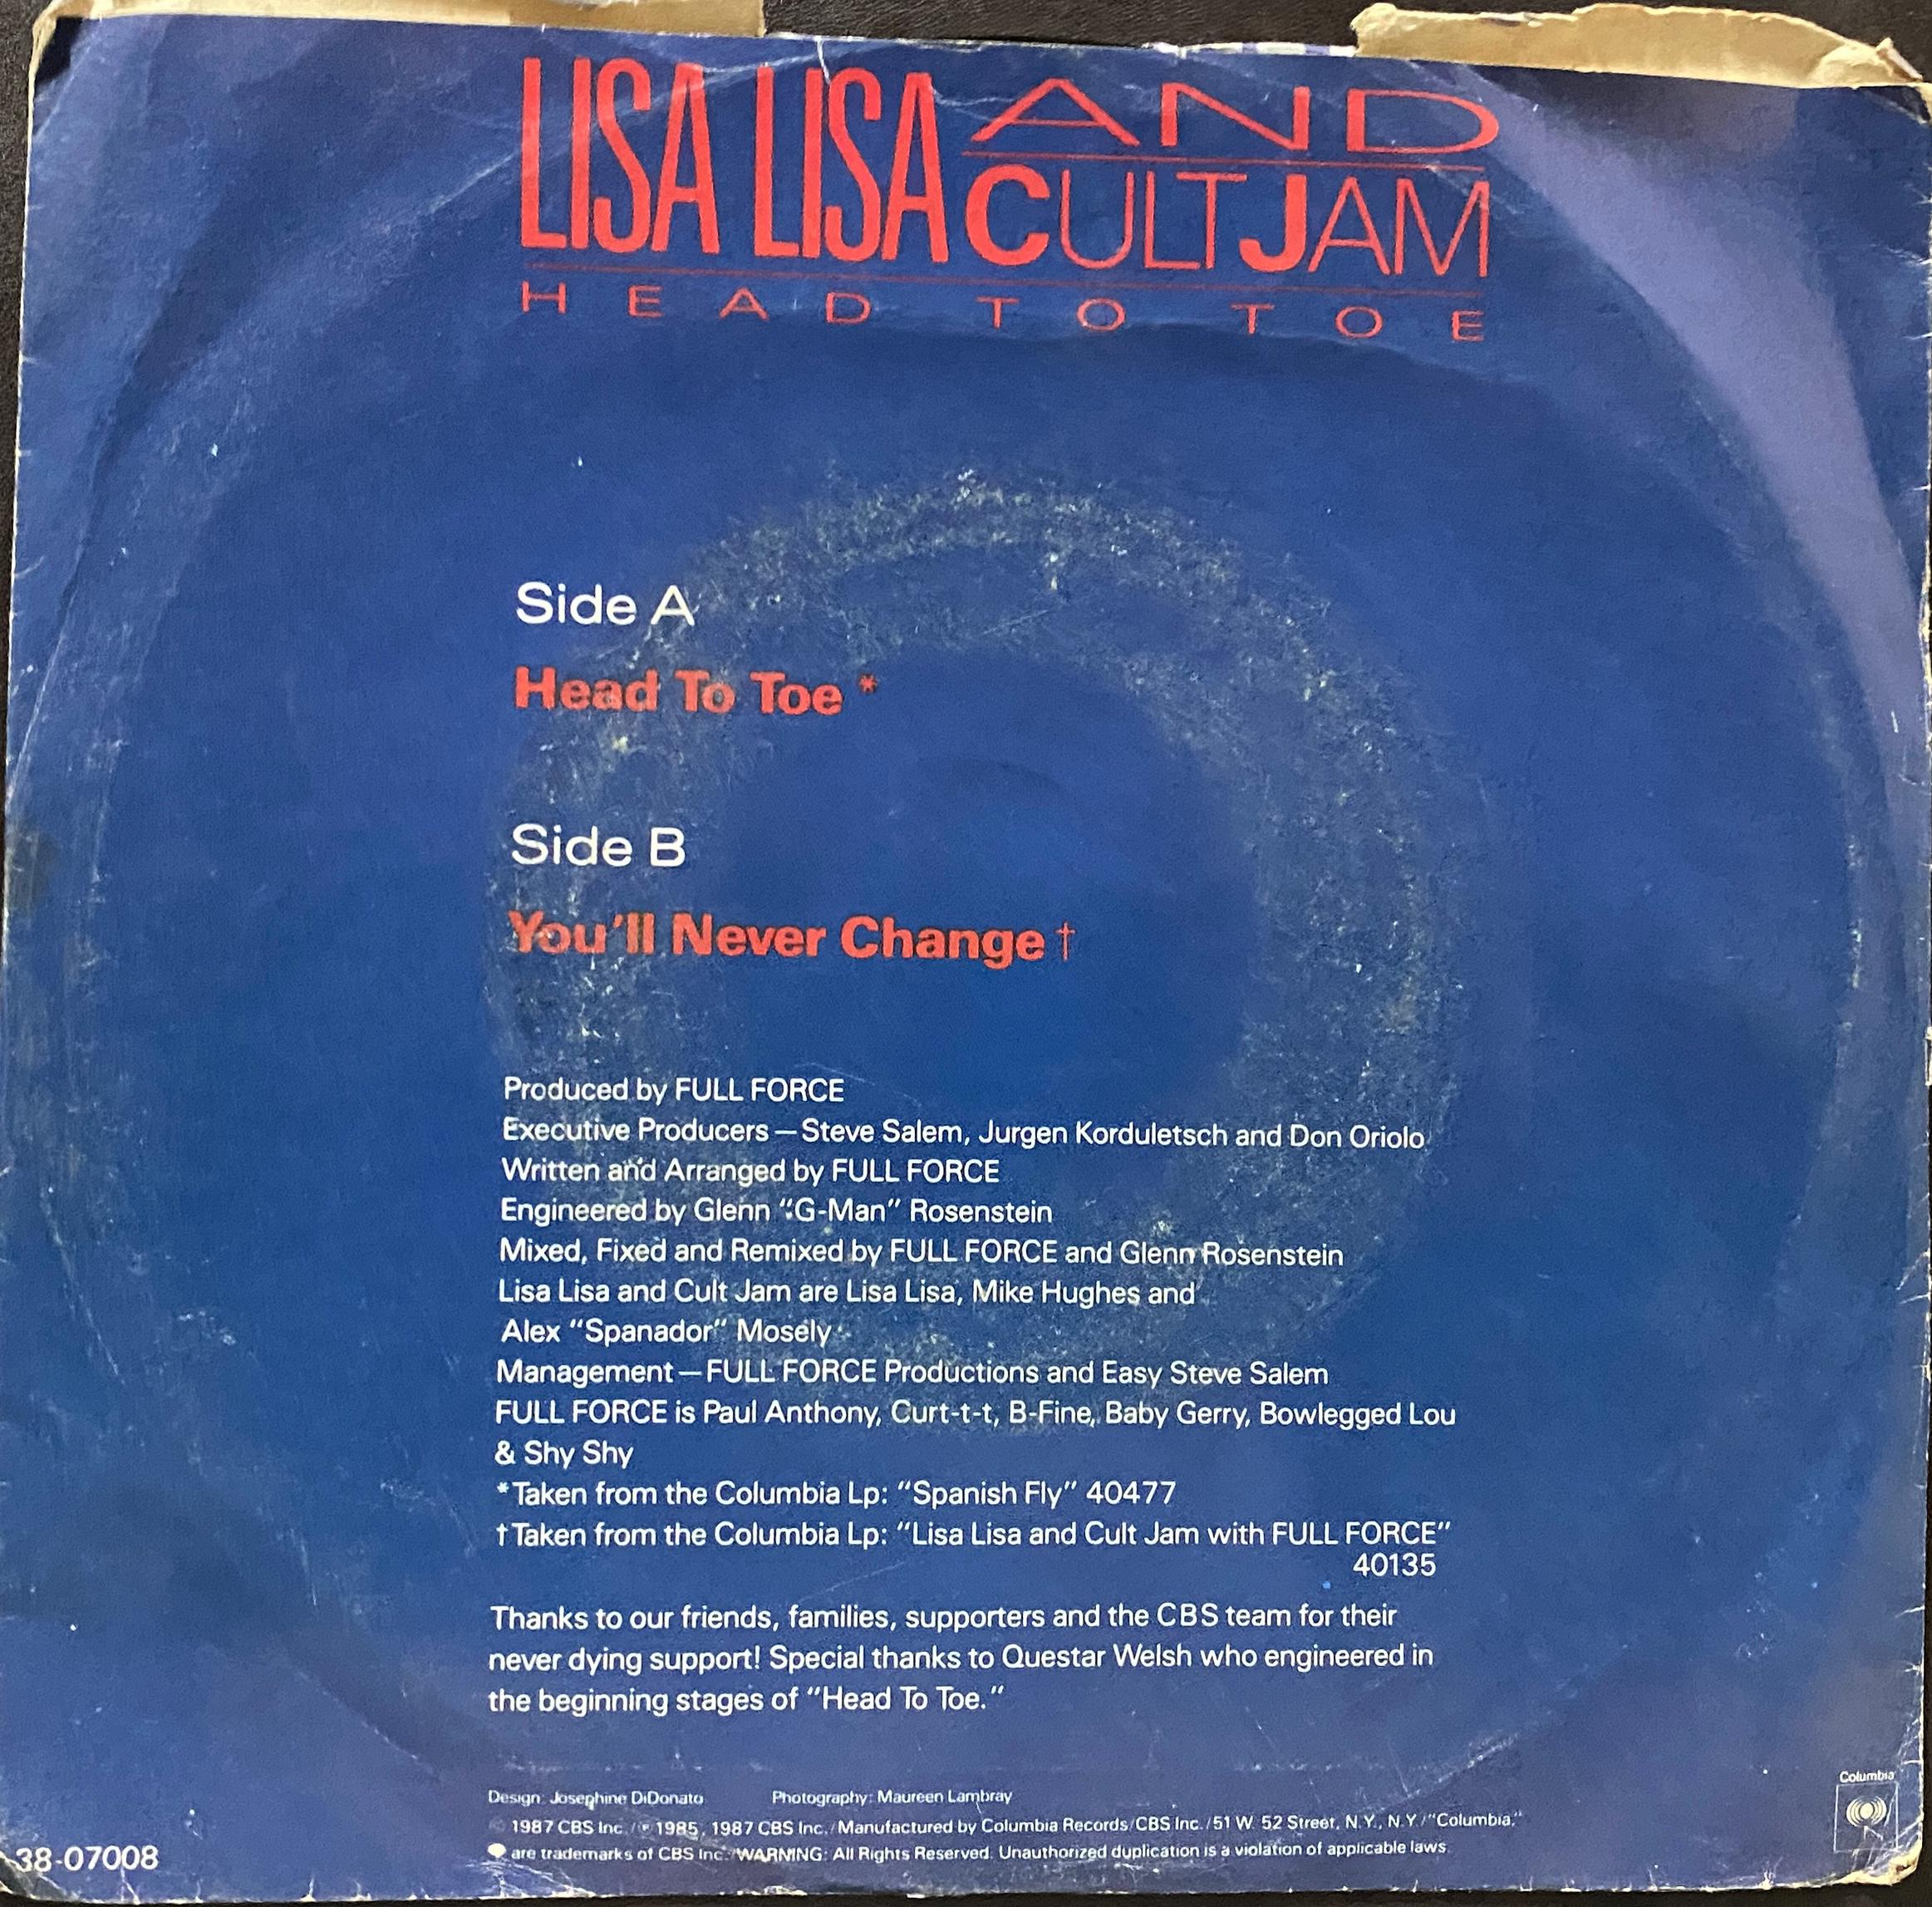 LISA LISA AND
CULT JAM
HEAD TO TOE
Side A
Head To Toe *
Side B
You'll Never Change †
Produced by FULL FORCE
Executive Producers — Steve Salem, Jurgen Korduletsch and Don Oriolo
Written and Arranged by FULL FORCE
Engineered by Glenn "G-Man" Rosenstein
Mixed, Fixed and Remixed by FULL FORCE and Glenn Rosenstein
Lisa Lisa and Cult Jam are Lisa Lisa, Mike Hughes and
Alex "Spanador" Mosely
Management — FULL FORCE Productions and Easy Steve Salem
FULL FORCE is Paul Anthony, Curt-t-t, B-Fine, Baby Gerry, Bowlegged Lou
& Shy Shy
*Taken from the Columbia Lp: "Spanish Fly" 40477
†Taken from the Columbia Lp: "Lisa Lisa and Cult Jam with FULL FORCE"
40135
Thanks to our friends, families, supporters and the CBS team for their
never dying support! Special thanks to Questar Welsh who engineered in
the beginning stages of "Head To Toe."
Design: Josephine DiDonato Photography: Maureen Lambray
© 1987 CBS Inc. / ℗ 1985, 1987 CBS Inc. / Manufactured by Columbia Records/CBS Inc. /51 W. 52 Street, N.Y., N.Y. /"Columbia,"
are trademarks of CBS Inc. /WARNING: All Rights Reserved. Unauthorized duplication is a violation of applicable laws.
38-07008
Columbia